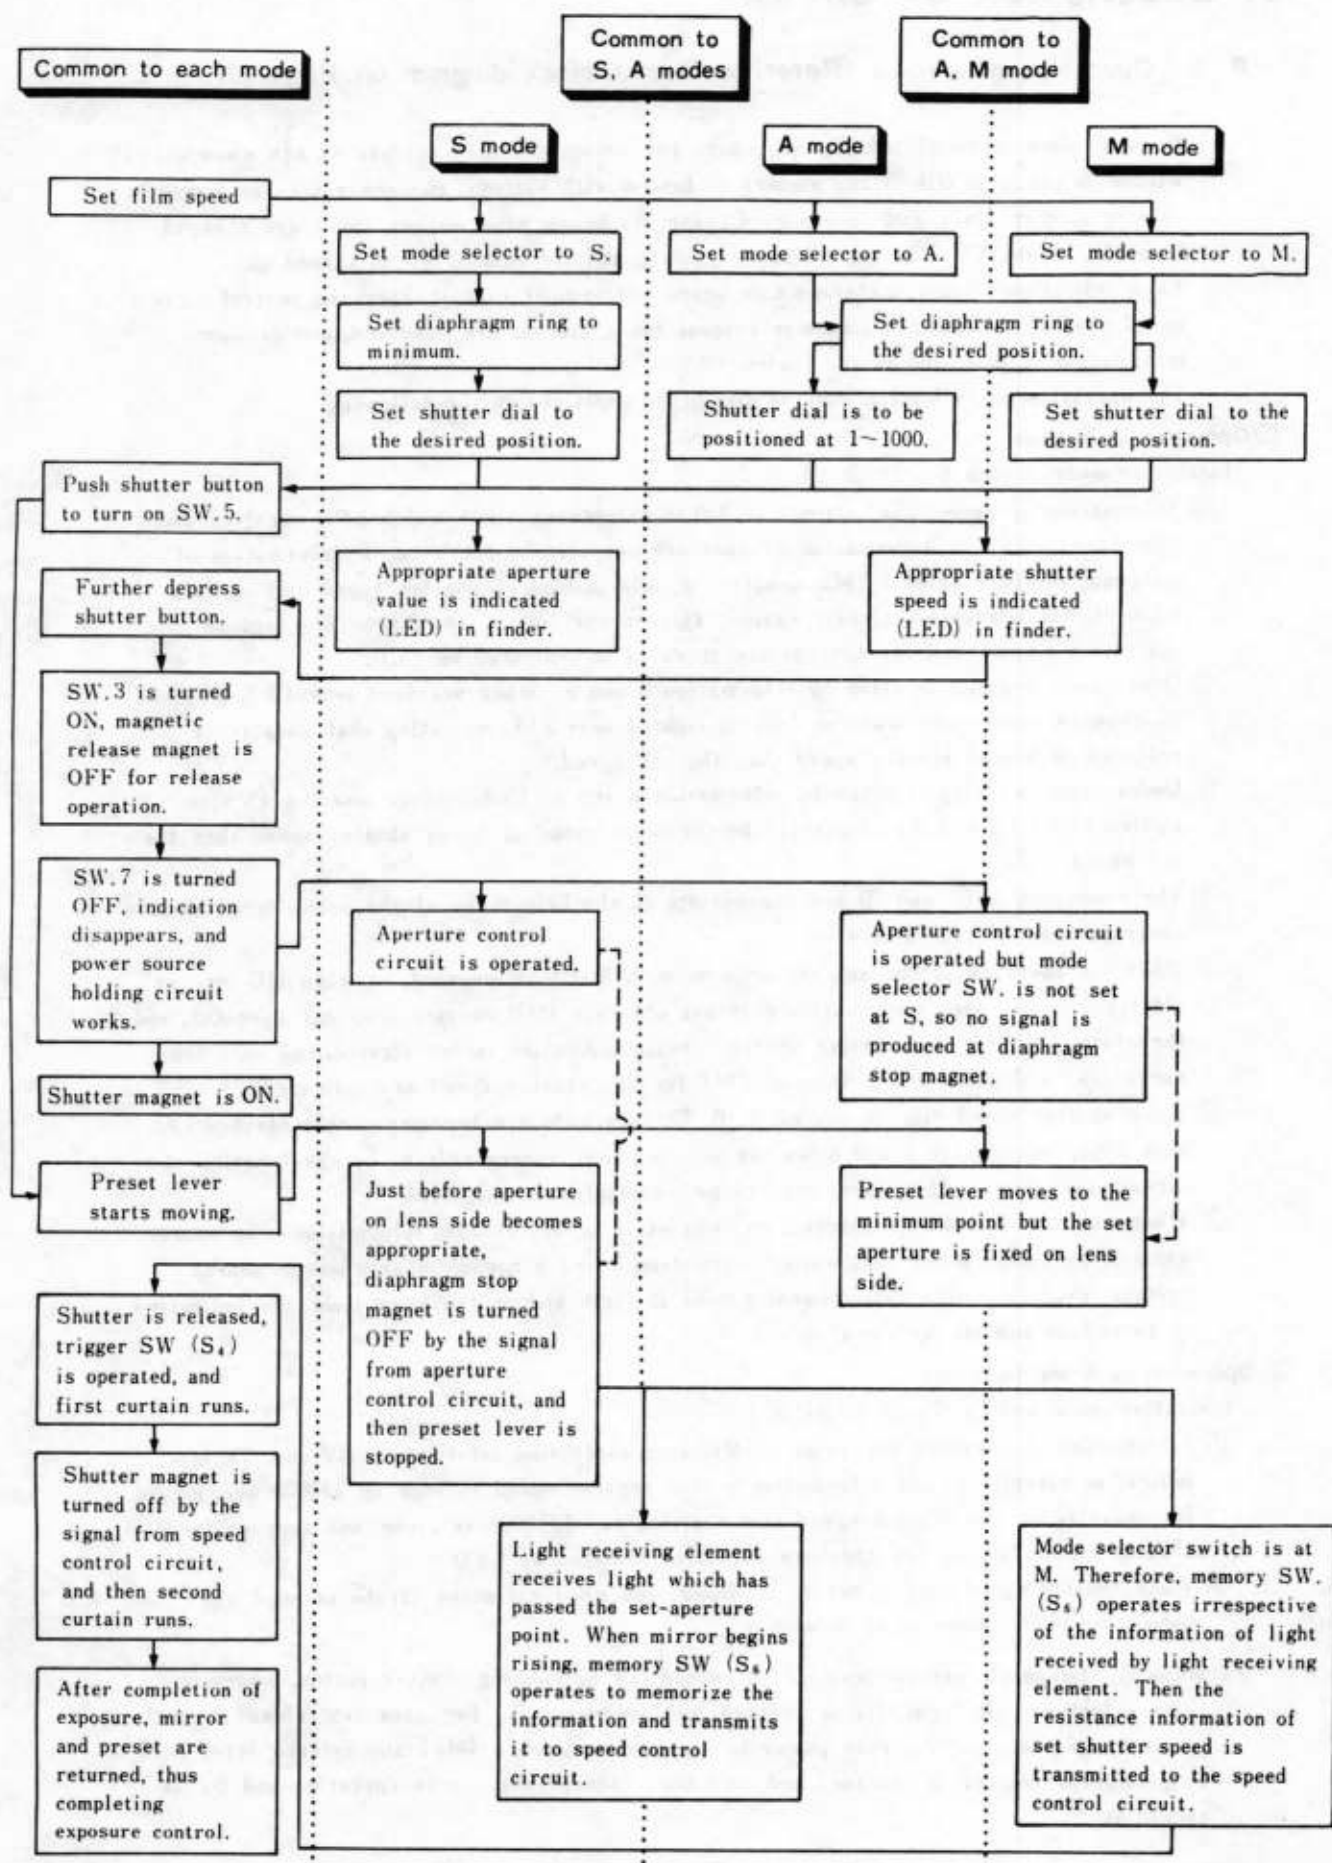 Common to each mode
Common to
S, A modes
Common to
A, M mode
S mode
A mode
M mode
Set film speed
Set mode selector to S.
Set mode selector to A.
Set mode selector to M.
Set diaphragm ring to
minimum.
Set diaphragm ring to
the desired position.
Set shutter dial to
the desired position.
Shutter dial is to be
positioned at 1~1000.
Set shutter dial to the
desired position.
Push shutter button
to turn on SW.5.
Appropriate aperture
value is indicated
(LED) in finder.
Appropriate shutter
speed is indicated
(LED) in finder.
Further depress
shutter button.
SW.3 is turned
ON, magnetic
release magnet is
OFF for release
operation.
SW.7 is turned
OFF, indication
disappears, and
power source
holding circuit
works.
Aperture control
circuit is operated.
Aperture control circuit
is operated but mode
selector SW. is not set
at S, so no signal is
produced at diaphragm
stop magnet.
Shutter magnet is ON.
Preset lever
starts moving.
Just before aperture
on lens side becomes
appropriate,
diaphragm stop
magnet is turned
OFF by the signal
from aperture
control circuit, and
then preset lever is
stopped.
Preset lever moves to the
minimum point but the set
aperture is fixed on lens
side.
Shutter is released,
trigger SW (S₄)
is operated, and
first curtain runs.
Shutter magnet is
turned off by the
signal from speed
control circuit,
and then second
curtain runs.
Light receiving element
receives light which has
passed the set-aperture
point. When mirror begins
rising, memory SW (S₆)
operates to memorize the
information and transmits
it to speed control
circuit.
Mode selector switch is at
M. Therefore, memory SW.
(S₆) operates irrespective
of the information of light
received by light receiving
element. Then the
resistance information of
set shutter speed is
transmitted to the speed
control circuit.
After completion of
exposure, mirror
and preset are
returned, thus
completing
exposure control.